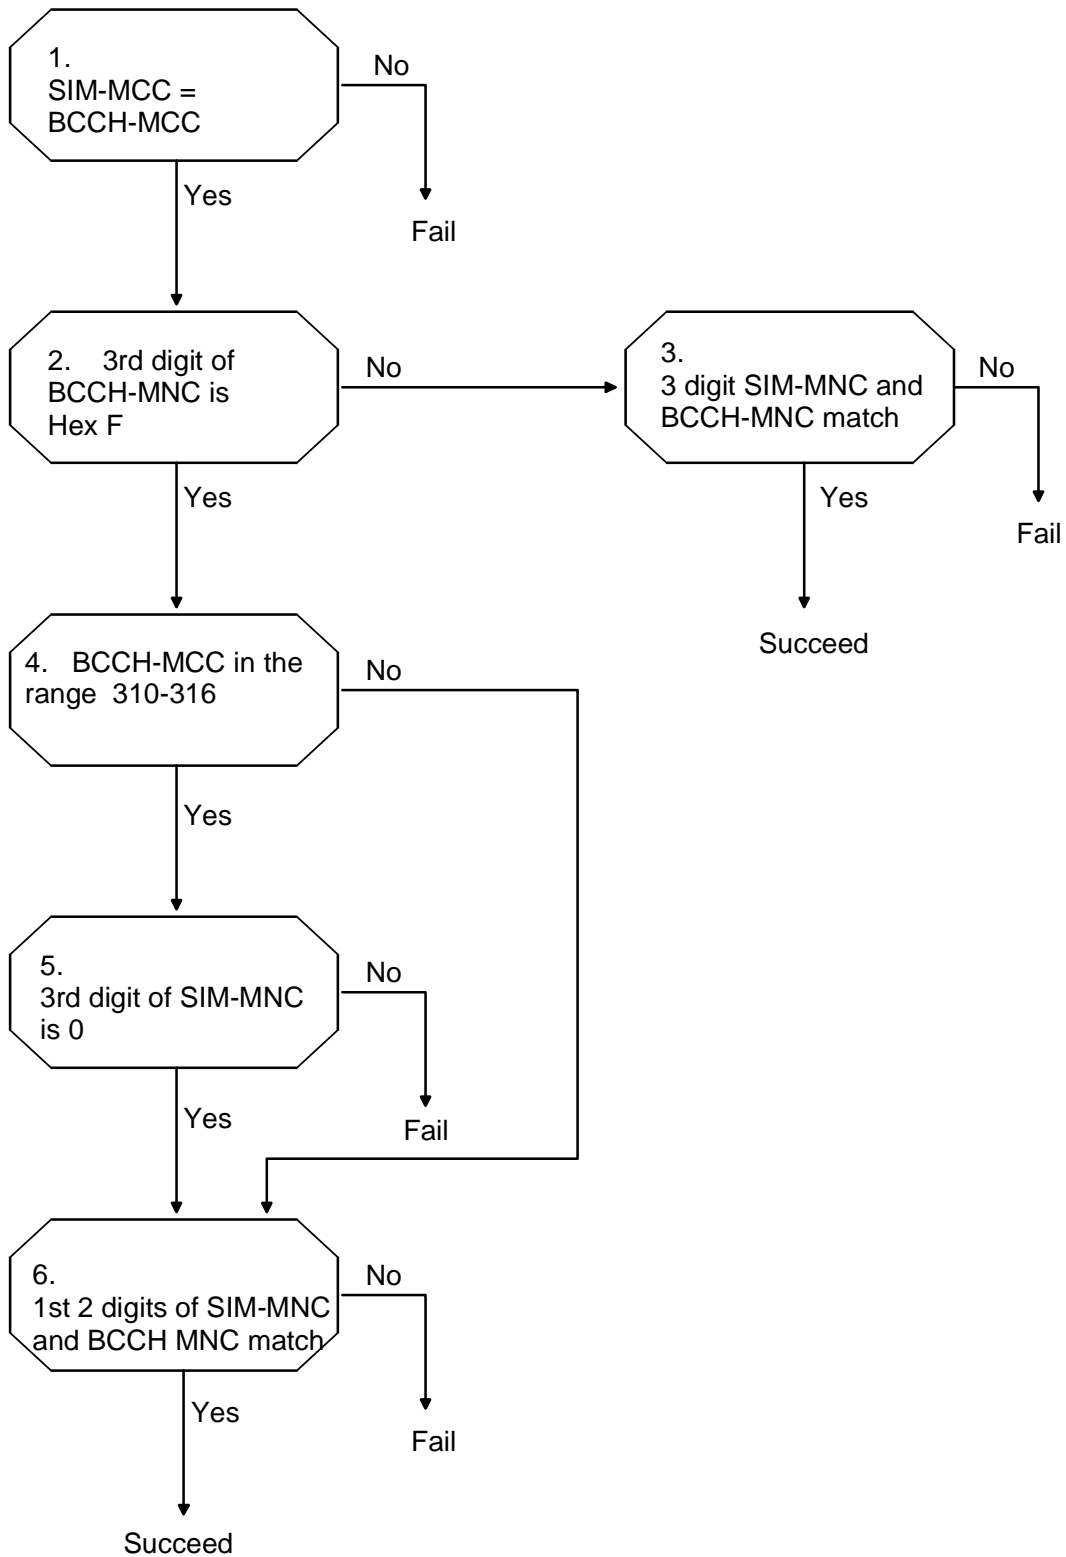 1.
SIM-MCC =
BCCH-MCC
No
Fail
Yes
2. 3rd digit of
BCCH-MNC is
Hex F
No
3.
3 digit SIM-MNC and
BCCH-MNC match
No
Fail
Yes
Succeed
Yes
4. BCCH-MCC in the
range 310-316
No
Yes
5.
3rd digit of SIM-MNC
is 0
No
Fail
Yes
6.
1st 2 digits of SIM-MNC
and BCCH MNC match
No
Fail
Yes
Succeed